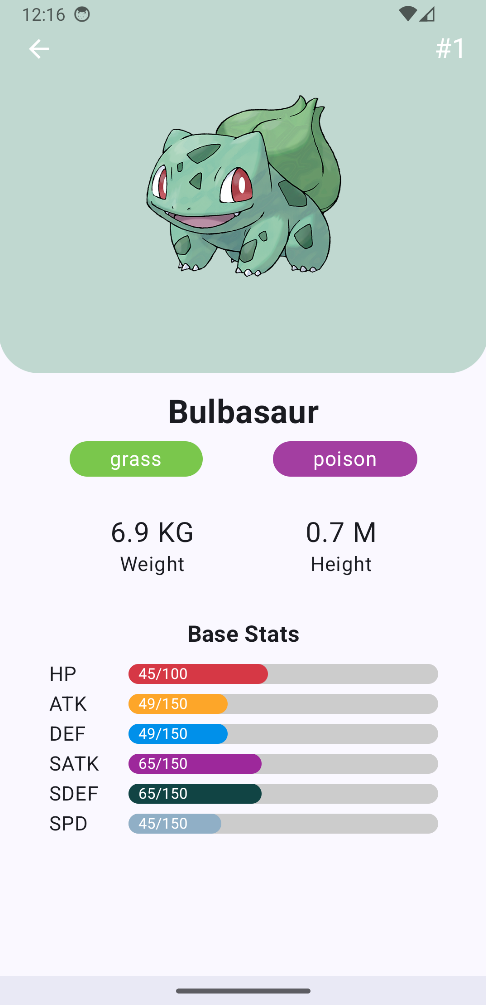 12:16
#1
Bulbasaur
grass poison
6.9 KG 0.7 M
Weight Height
Base Stats
HP 45/100
ATK 49/150
DEF 49/150
SATK 65/150
SDEF 65/150
SPD 45/150